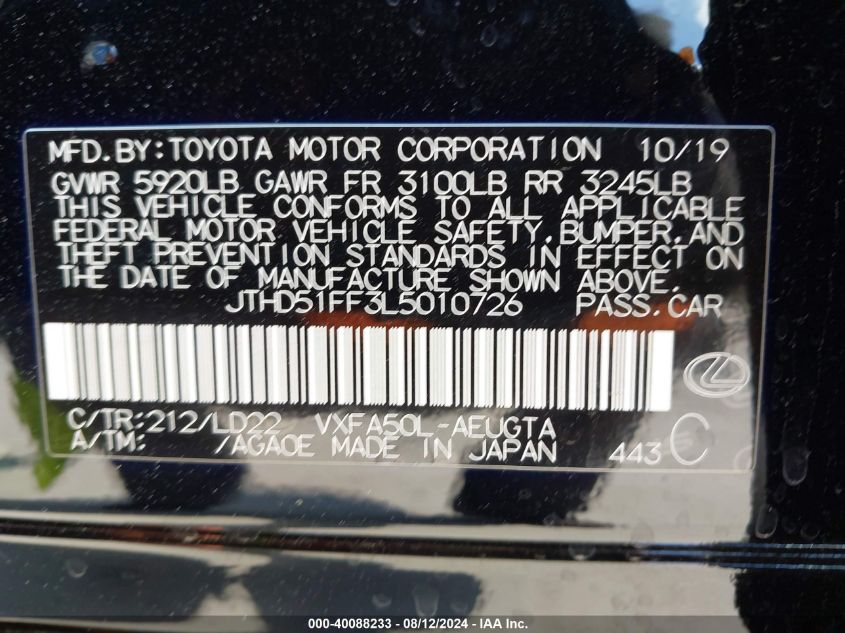 MFD.BY:TOYOTA MOTOR CORPORATION 10/19
GVWR 5920LB GAWR FR 3100LB RR 3245LB
THIS VEHICLE CONFORMS TO ALL APPLICABLE
FEDERAL MOTOR VEHICLE SAFETY,BUMPER,AND
THEFT PREVENTION STANDARDS IN EFFECT ON
THE DATE OF MANUFACTURE SHOWN ABOVE.
JTHD51FF3L5010726 PASS.CAR
C/TR:212/LD22 VXFA50L-AEUGTA
A/TM: /AGA0E MADE IN JAPAN 443 C
000-40088233 - 08/12/2024 - IAA Inc.